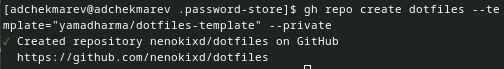 [adchekmarev@adchekmarev .password-store]$ gh repo create dotfiles --te
mplate="yamadharma/dotfiles-template" --private
✓ Created repository nenokixd/dotfiles on GitHub
https://github.com/nenokixd/dotfiles